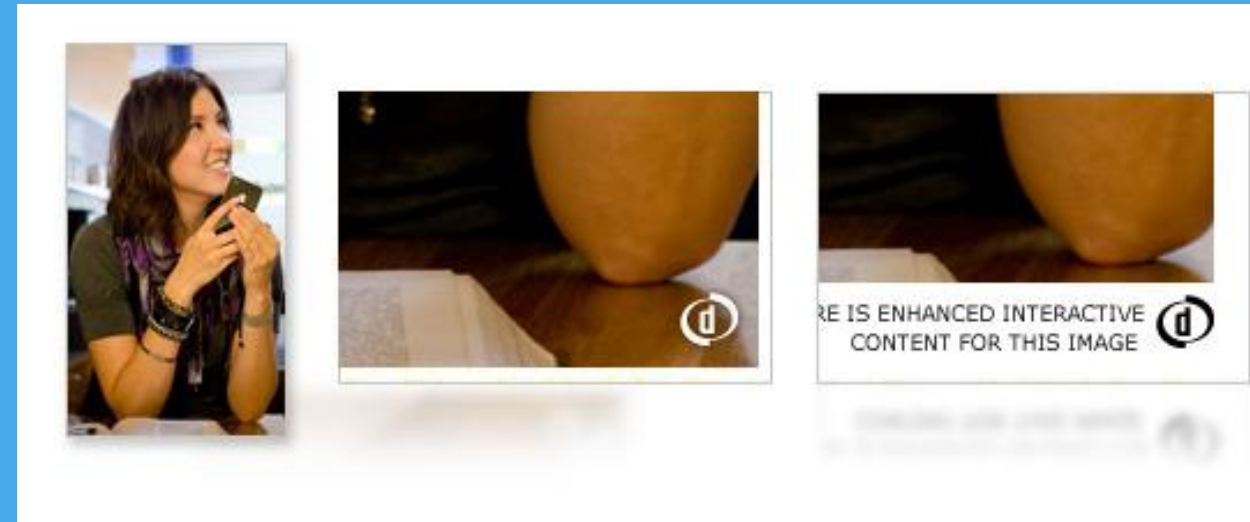 d
RE IS ENHANCED INTERACTIVE
CONTENT FOR THIS IMAGE
d